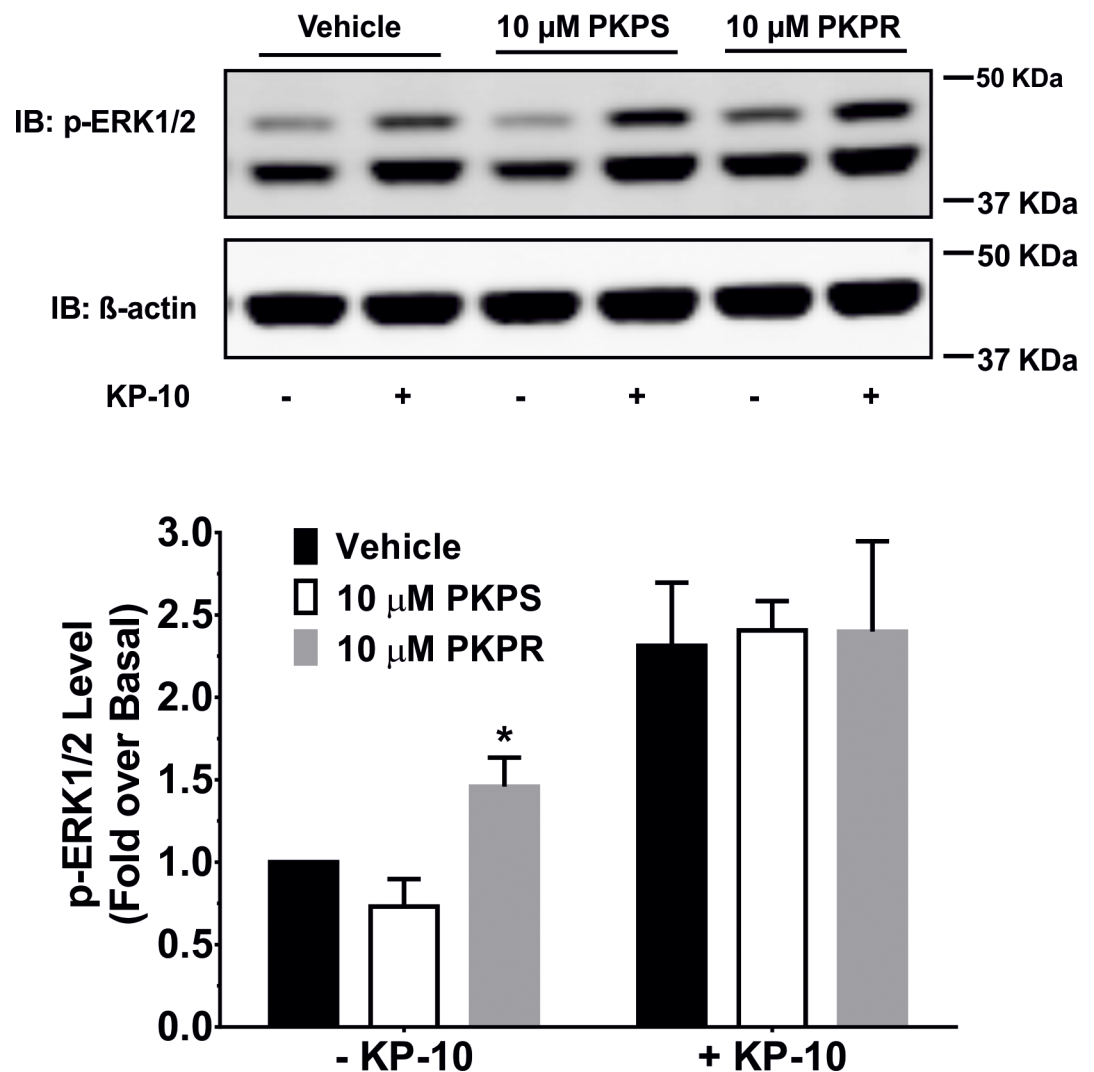 Vehicle 10 µM PKPS 10 µM PKPR
50 KDa
IB: p-ERK1/2
37 KDa
50 KDa
IB: ß-actin
37 KDa
KP-10 - + - + - +
3.0
Vehicle
10 µM PKPS
2.5
10 µM PKPR
2.0
*
1.5
1.0
0.5
0.0
p-ERK1/2 Level
(Fold over Basal)
- KP-10 + KP-10